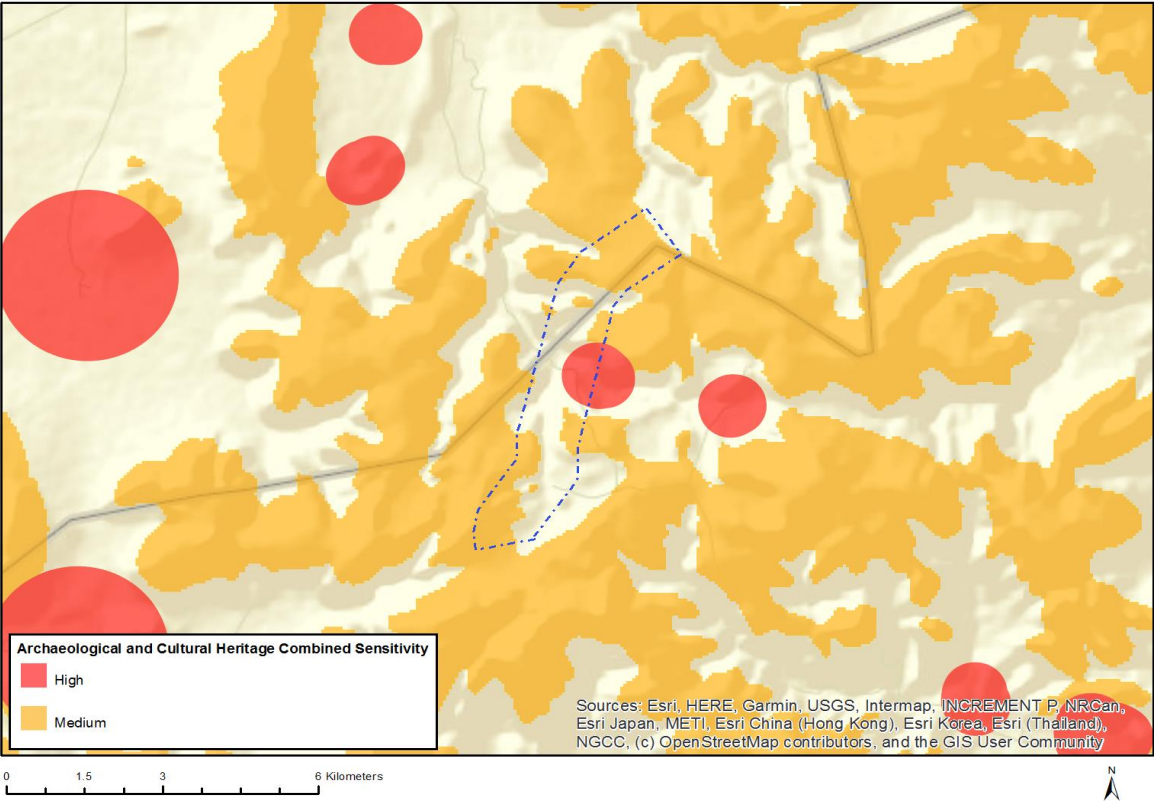 Archaeological and Cultural Heritage Combined Sensitivity
High
Medium
Sources: Esri, HERE, Garmin, USGS, Intermap, INCREMENT P, NRCan,
Esri Japan, METI, Esri China (Hong Kong), Esri Korea, Esri (Thailand),
NGCC, (c) OpenStreetMap contributors, and the GIS User Community
0 1.5 3 6 Kilometers
N